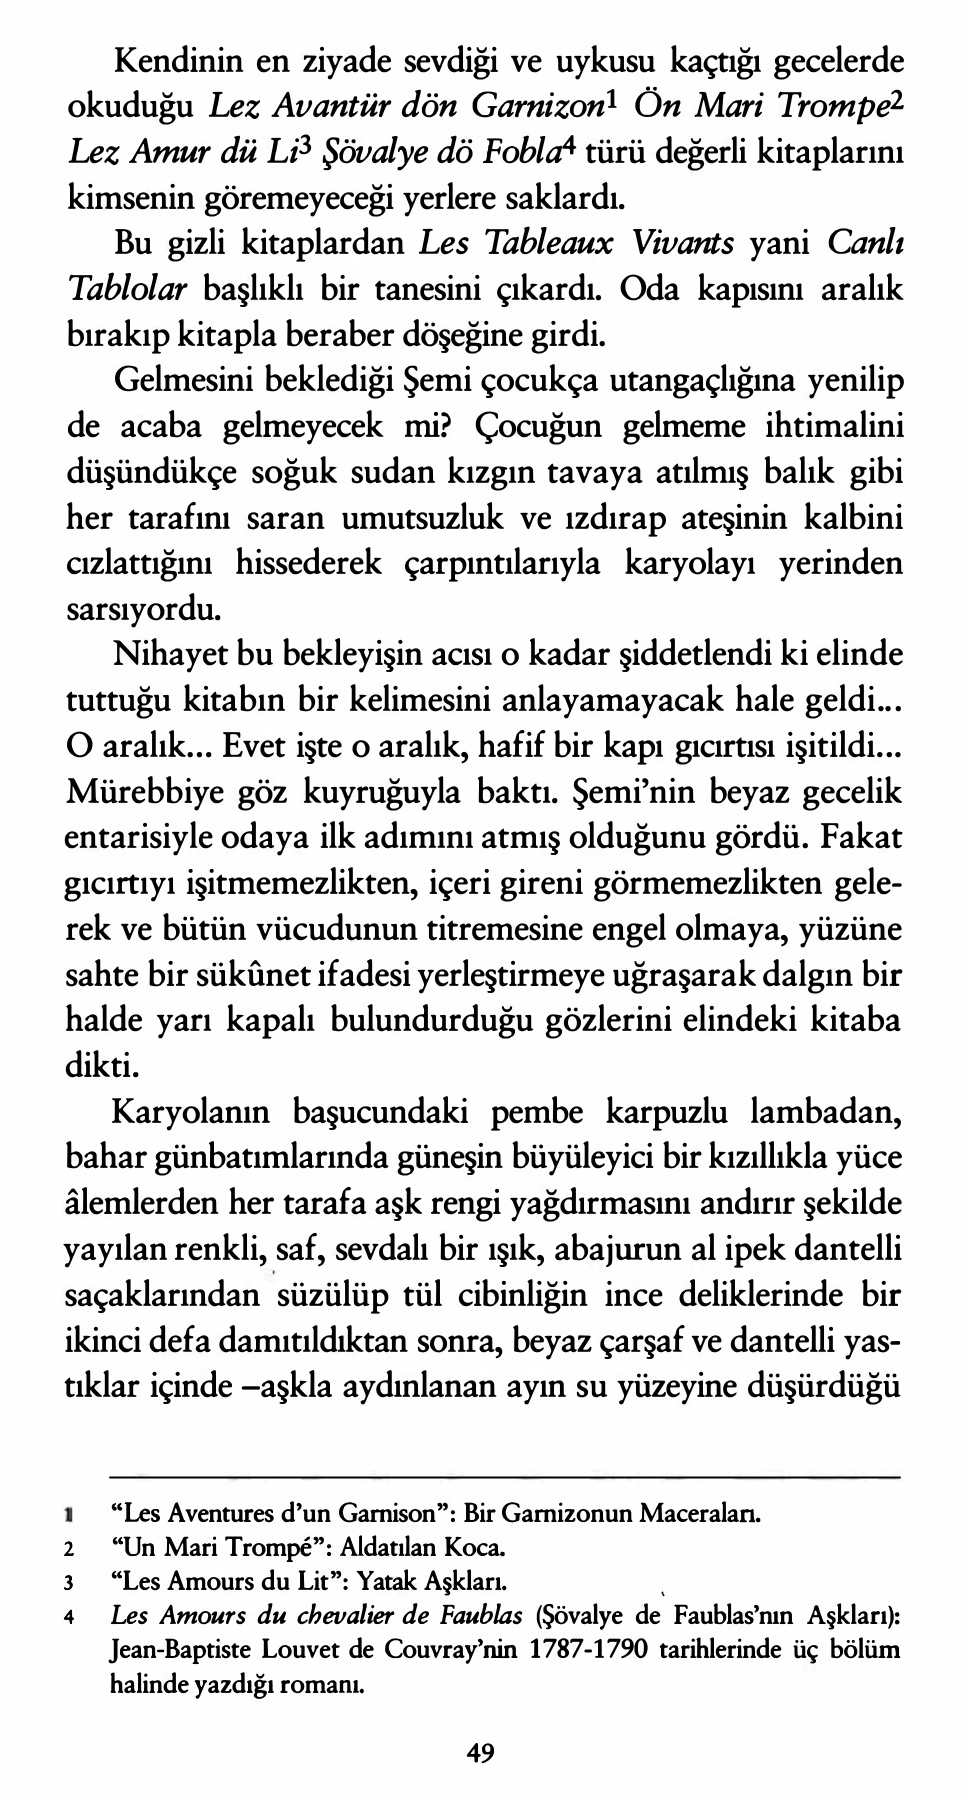 Kendinin en ziyade sevdiği ve uykusu kaçtığı gecelerde
okuduğu Lez Avantür dön Garnizon1 Ön Mari Trompe2
Lez Amur dü Li3 Şövalye dö Fobla4 türü değerli kitaplarını
kimsenin göremeyeceği yerlere saklardı.
Bu gizli kitaplardan Les Tableaux Vivants yani Canlı
Tablolar başlıklı bir tanesini çıkardı. Oda kapısını aralık
bırakıp kitapla beraber döşeğine girdi.
Gelmesini beklediği Şemi çocukça utangaçlığına yenilip
de acaba gelmeyecek mi? Çocuğun gelmeme ihtimalini
düşündükçe soğuk sudan kızgın tavaya atılmış balık gibi
her tarafını saran umutsuzluk ve ızdırap ateşinin kalbini
cızlattığını hissederek çarpıntılarıyla karyolayı yerinden
sarsıyordu.
Nihayet bu bekleyişin acısı o kadar şiddetlendi ki elinde
tuttuğu kitabın bir kelimesini anlayamayacak hale geldi...
O aralık... Evet işte o aralık, hafif bir kapı gıcırtısı işitildi...
Mürebbiye göz kuyruğuyla baktı. Şemi’nin beyaz gecelik
entarisiyle odaya ilk adımını atmış olduğunu gördü. Fakat
gıcırtıyı işitmemezlikten, içeri gireni görmemezlikten gele-
rek ve bütün vücudunun titremesine engel olmaya, yüzüne
sahte bir sükûnet ifadesi yerleştirmeye uğraşarak dalgın bir
halde yarı kapalı bulundurduğu gözlerini elindeki kitaba
dikti.
Karyolanın başucundaki pembe karpuzlu lambadan,
bahar günbatımlarında güneşin büyüleyici bir kızıllıkla yüce
âlemlerden her tarafa aşk rengi yağdırmasını andırır şekilde
yayılan renkli, saf, sevdalı bir ışık, abajurun al ipek dantelli
saçaklarından süzülüp tül cibinliğin ince deliklerinde bir
ikinci defa damıtıldıktan sonra, beyaz çarşaf ve dantelli yas-
tıklar içinde –aşkla aydınlanan ayın su yüzeyine düşürdüğü
1 “Les Aventures d’un Garnison”: Bir Garnizonun Maceraları.
2 “Un Mari Trompé”: Aldatılan Koca.
3 “Les Amours du Lit”: Yatak Aşkları.
4 Les Amours du chevalier de Faublas (Şövalye de Faublas’nın Aşkları):
Jean-Baptiste Louvet de Couvray’nin 1787-1790 tarihlerinde üç bölüm
halinde yazdığı romanı.
49